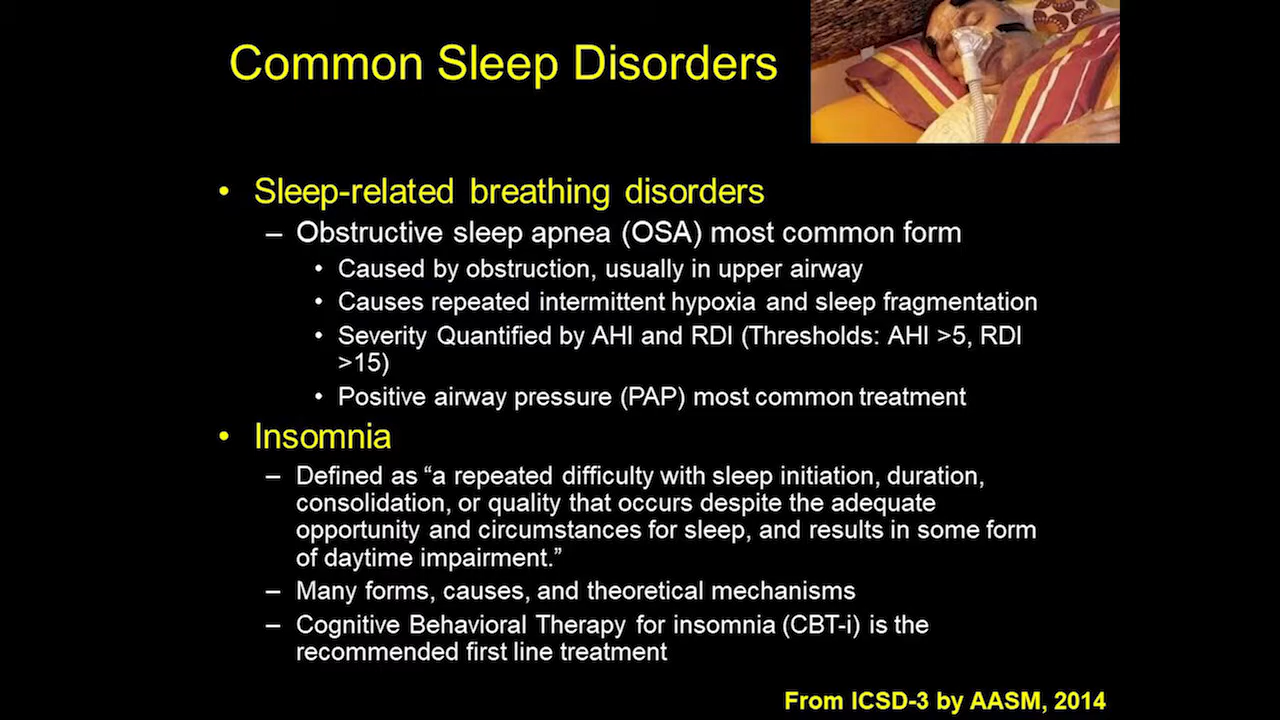 Common Sleep Disorders
• Sleep-related breathing disorders
– Obstructive sleep apnea (OSA) most common form
• Caused by obstruction, usually in upper airway
• Causes repeated intermittent hypoxia and sleep fragmentation
• Severity Quantified by AHI and RDI (Thresholds: AHI >5, RDI
>15)
• Positive airway pressure (PAP) most common treatment
• Insomnia
– Defined as “a repeated difficulty with sleep initiation, duration,
consolidation, or quality that occurs despite the adequate
opportunity and circumstances for sleep, and results in some form
of daytime impairment.”
– Many forms, causes, and theoretical mechanisms
– Cognitive Behavioral Therapy for insomnia (CBT-i) is the
recommended first line treatment
From ICSD-3 by AASM, 2014